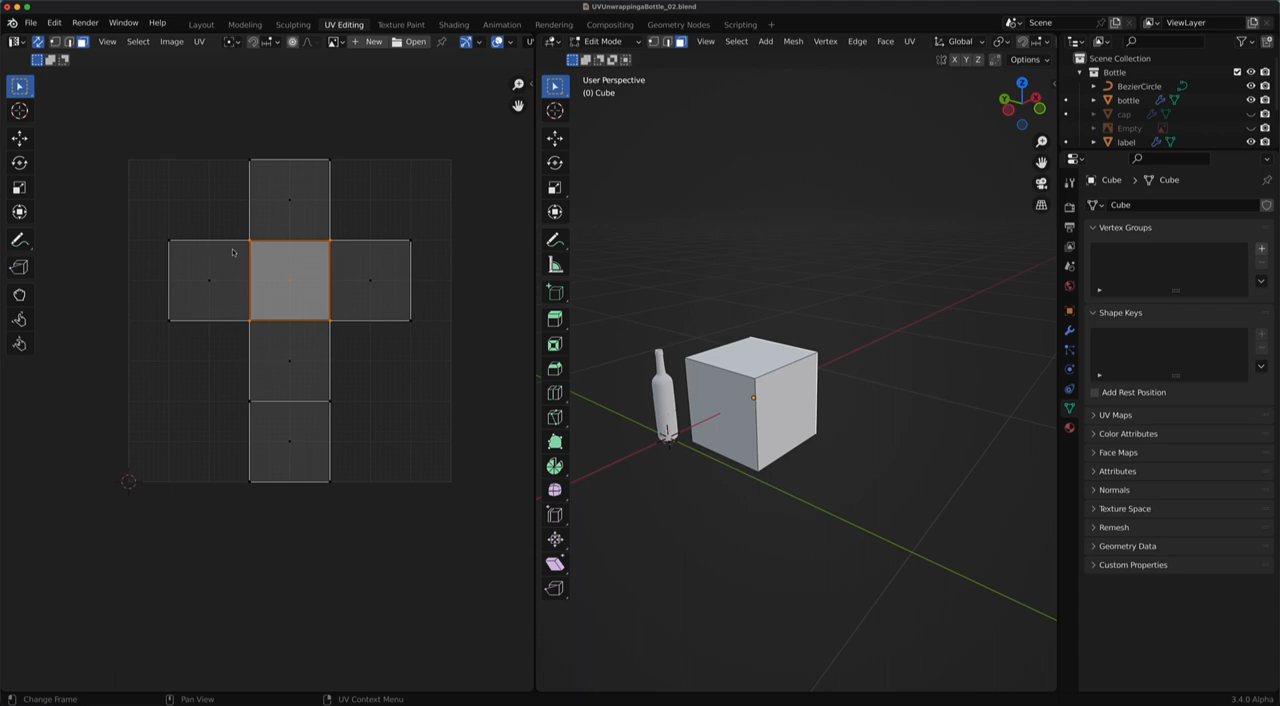 UVUnwrappingaBottle_02.blend
File Edit Render Window Help Layout Modeling Sculpting UV Editing Texture Paint Shading Animation Rendering Compositing Geometry Nodes Scripting + Scene ViewLayer
View Select Image UV New Open Edit Mode View Select Add Mesh Vertex Edge Face UV Global
X Y Z Options
User Perspective
(0) Cube
Z
Y
X
Scene Collection
Bottle
BezierCircle
bottle
cap
Empty
label
Cube > Cube
Cube
Vertex Groups
Shape Keys
Add Rest Position
UV Maps
Color Attributes
Face Maps
Attributes
Normals
Texture Space
Remesh
Geometry Data
Custom Properties
Change Frame Pan View UV Context Menu 3.4.0 Alpha